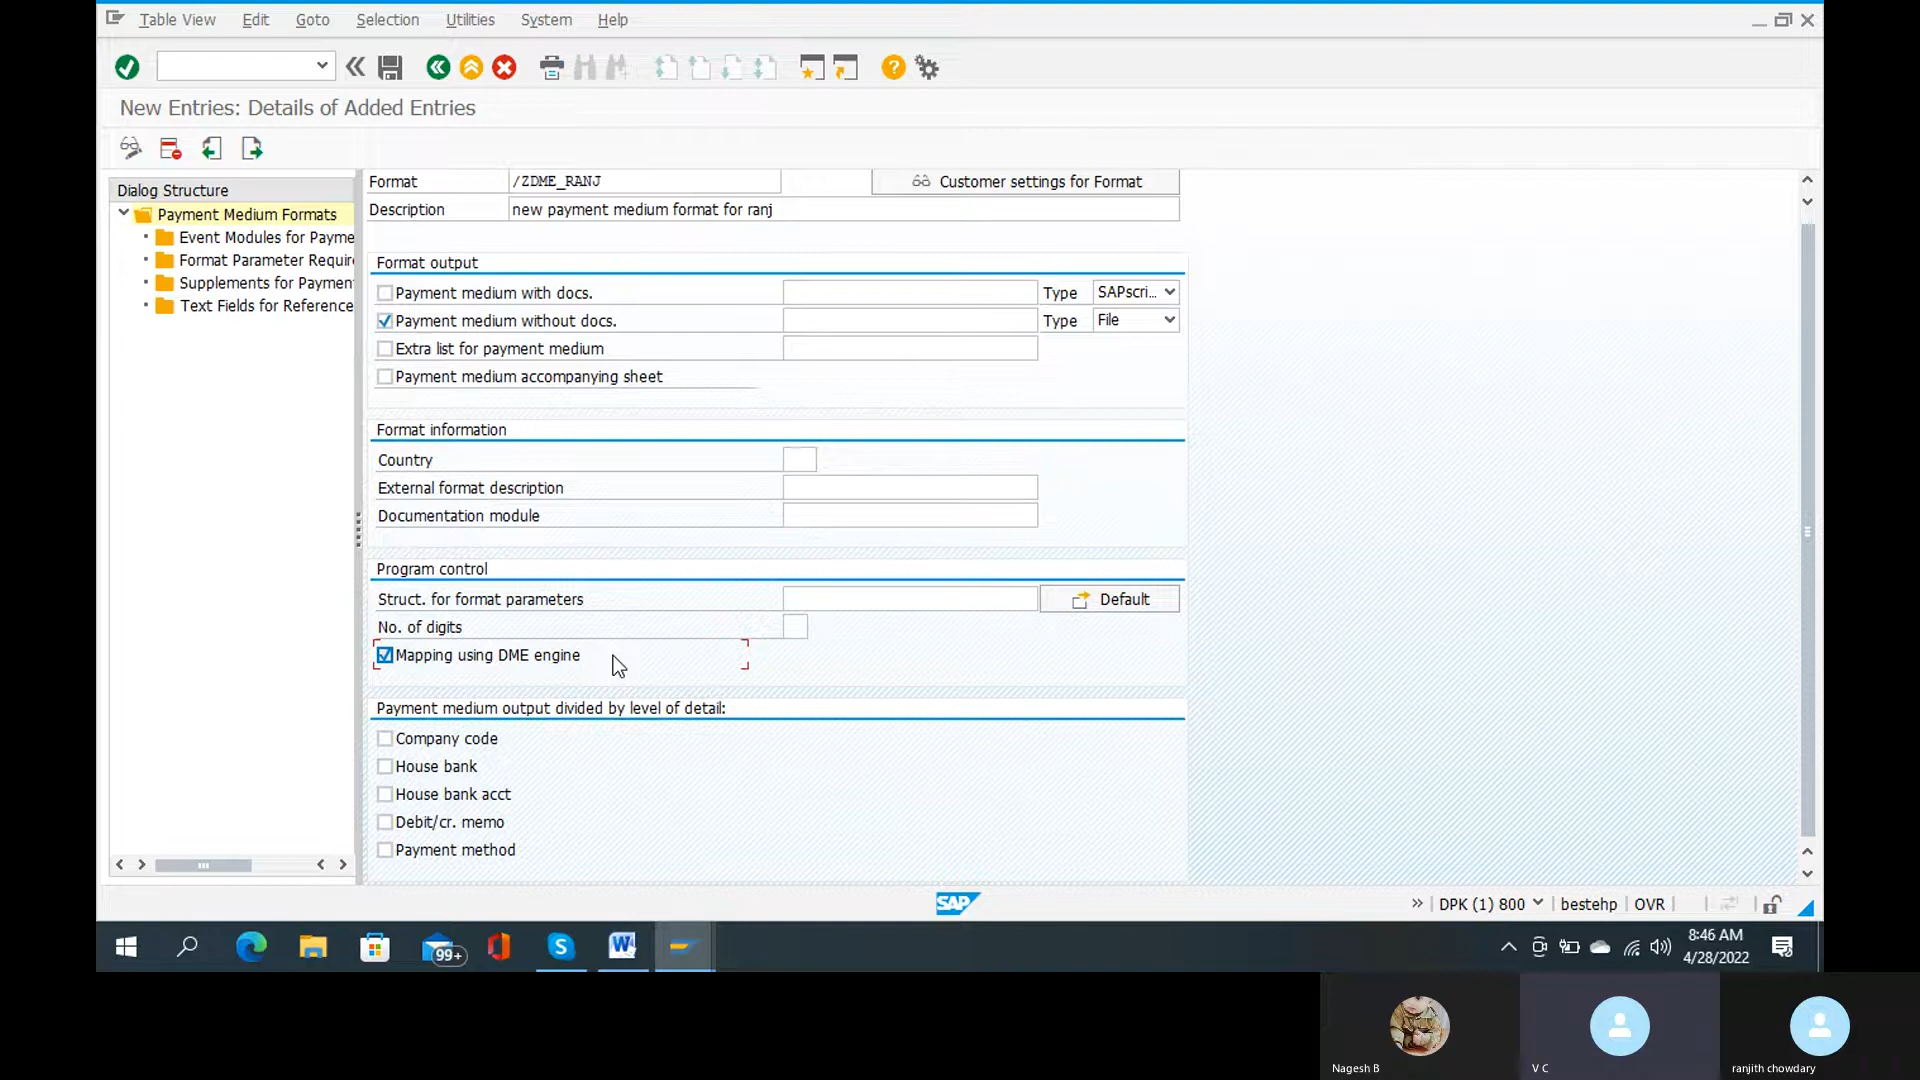 Table View Edit Goto Selection Utilities System Help
New Entries: Details of Added Entries
Dialog Structure
Payment Medium Formats
Event Modules for Payme
Format Parameter Requir
Supplements for Paymen
Text Fields for Reference
Format /ZDME_RANJ Customer settings for Format
Description new payment medium format for ranj
Format output
Payment medium with docs. Type SAPscri...
Payment medium without docs. Type File
Extra list for payment medium
Payment medium accompanying sheet
Format information
Country
External format description
Documentation module
Program control
Struct. for format parameters Default
No. of digits
Mapping using DME engine
Payment medium output divided by level of detail:
Company code
House bank
House bank acct
Debit/cr. memo
Payment method
SAP DPK (1) 800 bestehp OVR
99+
8:46 AM
4/28/2022
Nagesh B V C ranjith chowdary